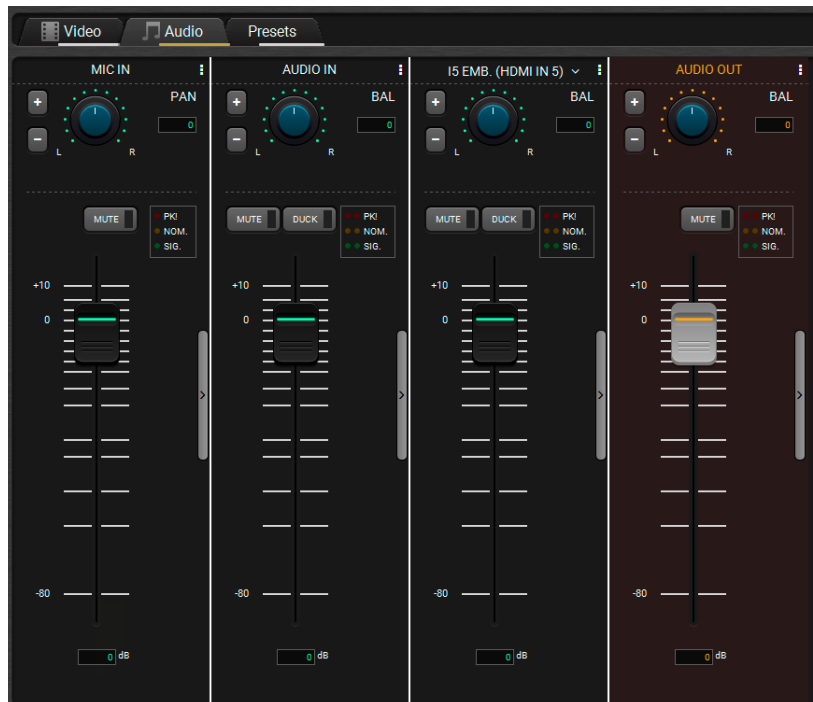 Video Audio Presets
MIC IN
PAN
+
0
-
L R
MUTE
PK!
NOM.
SIG.
+10
0
-80
0 dB
AUDIO IN
BAL
+
0
-
L R
MUTE DUCK
PK!
NOM.
SIG.
+10
0
-80
0 dB
I5 EMB. (HDMI IN 5)
BAL
+
0
-
L R
MUTE DUCK
PK!
NOM.
SIG.
+10
0
-80
0 dB
AUDIO OUT
BAL
+
0
-
L R
MUTE
PK!
NOM.
SIG.
+10
0
-80
0 dB